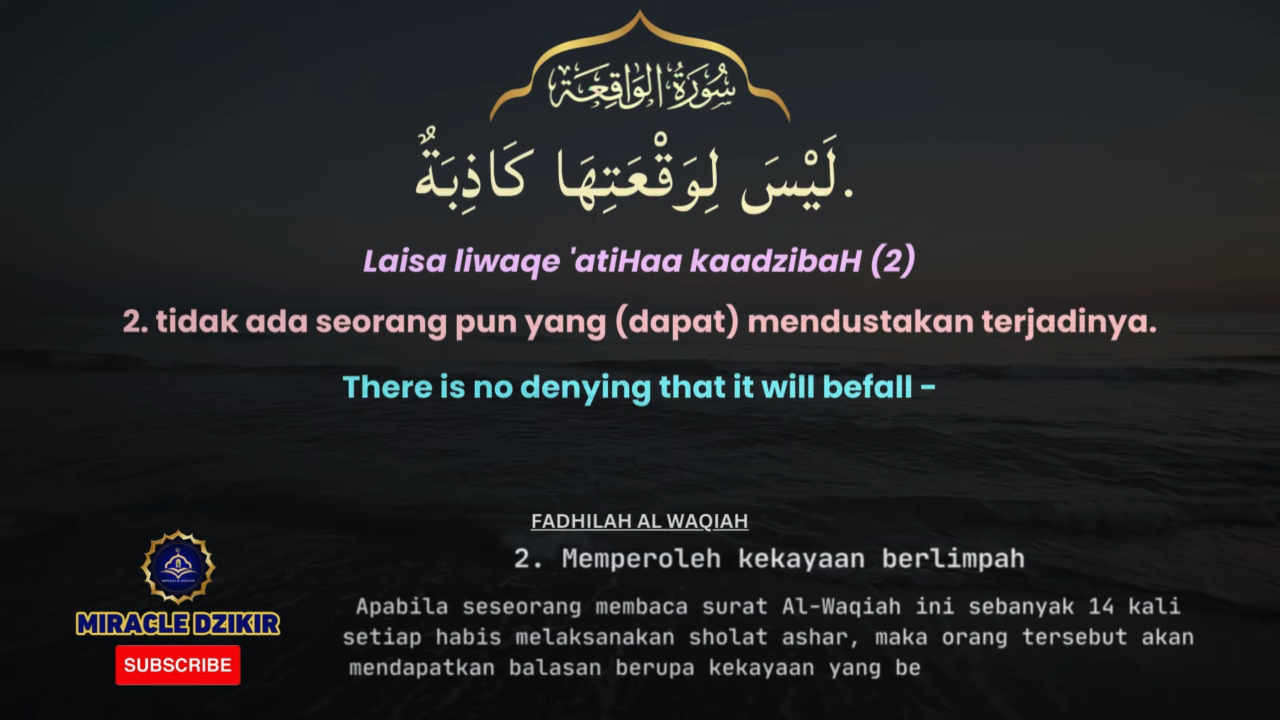 سُورَةُ الوَاقِعَة
لَيْسَ لِوَقْعَتِهَا كَاذِبَةٌ.
Laisa liwaqe 'atiHaa kaadzibaH (2)
2. tidak ada seorang pun yang (dapat) mendustakan terjadinya.
There is no denying that it will befall -
FADHILAH AL WAQIAH
2. Memperoleh kekayaan berlimpah
Apabila seseorang membaca surat Al-Waqiah ini sebanyak 14 kali
setiap habis melaksanakan sholat ashar, maka orang tersebut akan
mendapatkan balasan berupa kekayaan yang be
MIRACLE DZIKIR
MIRACLE DZIKIR
SUBSCRIBE